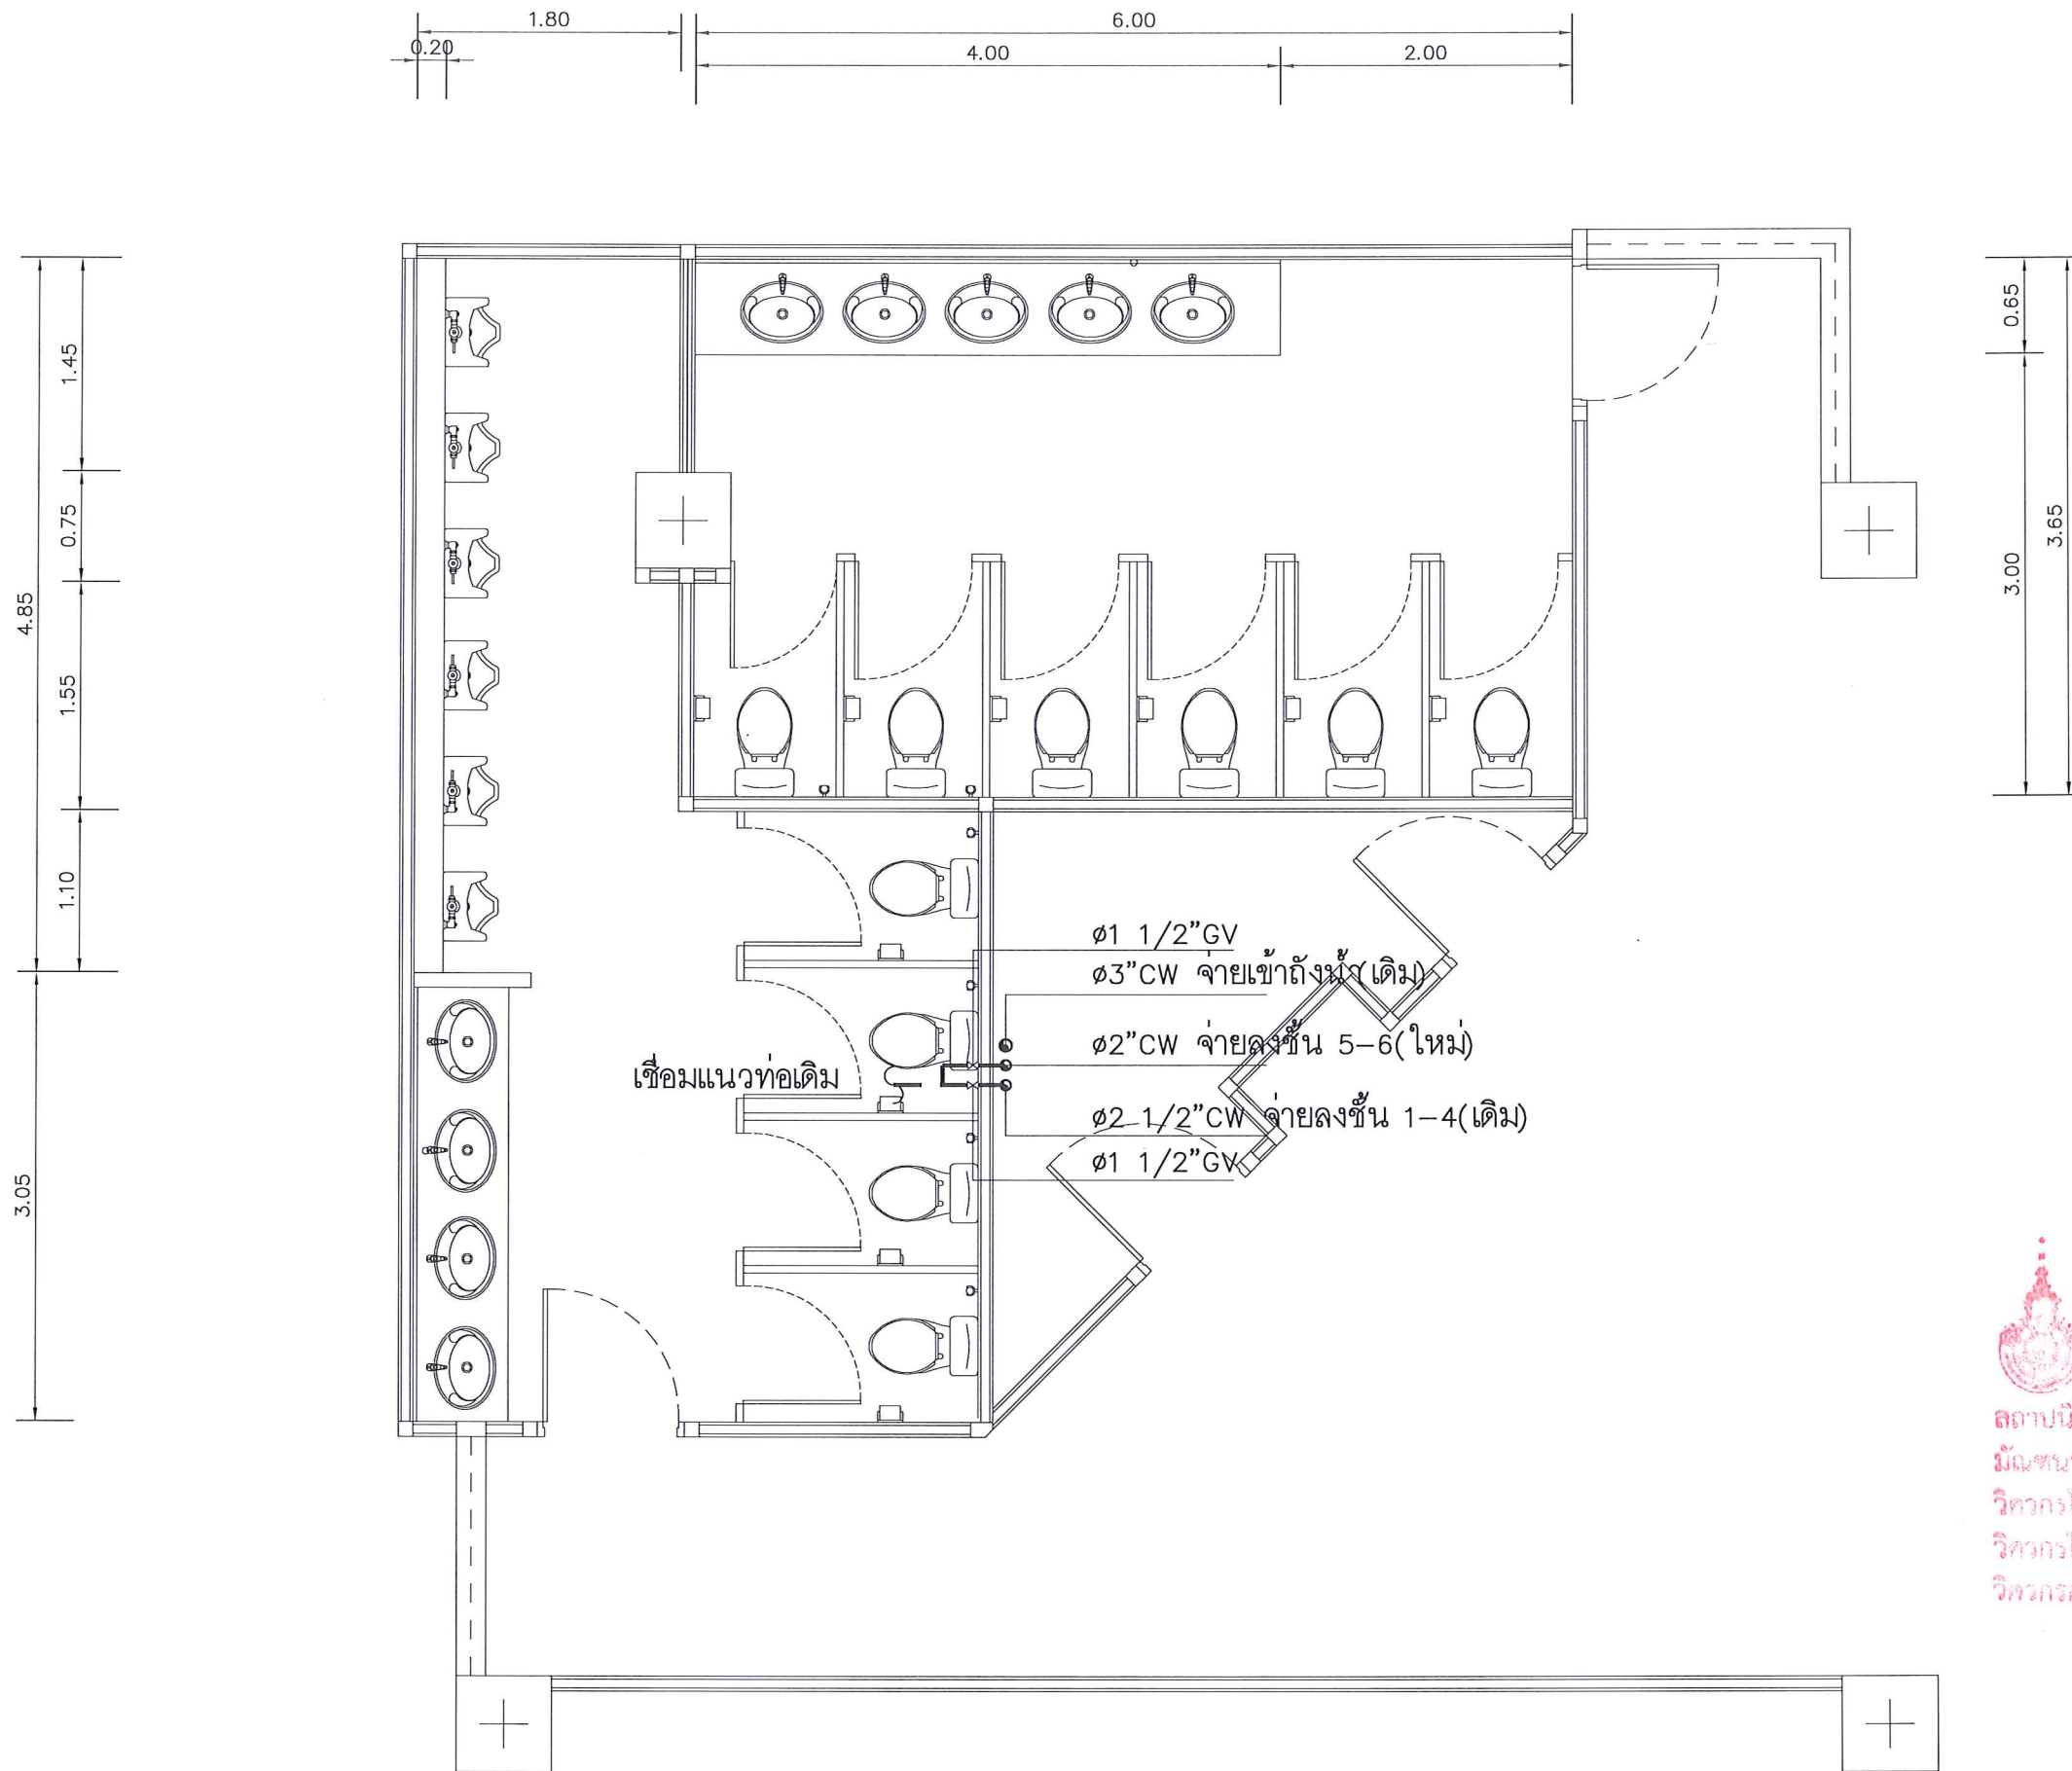 1.80
6.00
0.20
4.00
2.00
4.85
1.45
0.75
1.55
1.10
3.05
0.65
3.00
3.65
ø1 1/2"GV
ø3"CW จ่ายเข้าถังน้ำ(เดิม)
ø2"CW จ่ายลงชั้น 5-6(ใหม่)
เชื่อมแนวท่อเดิม
ø2 1/2"CW จ่ายลงชั้น 1-4(เดิม)
ø1 1/2"GV